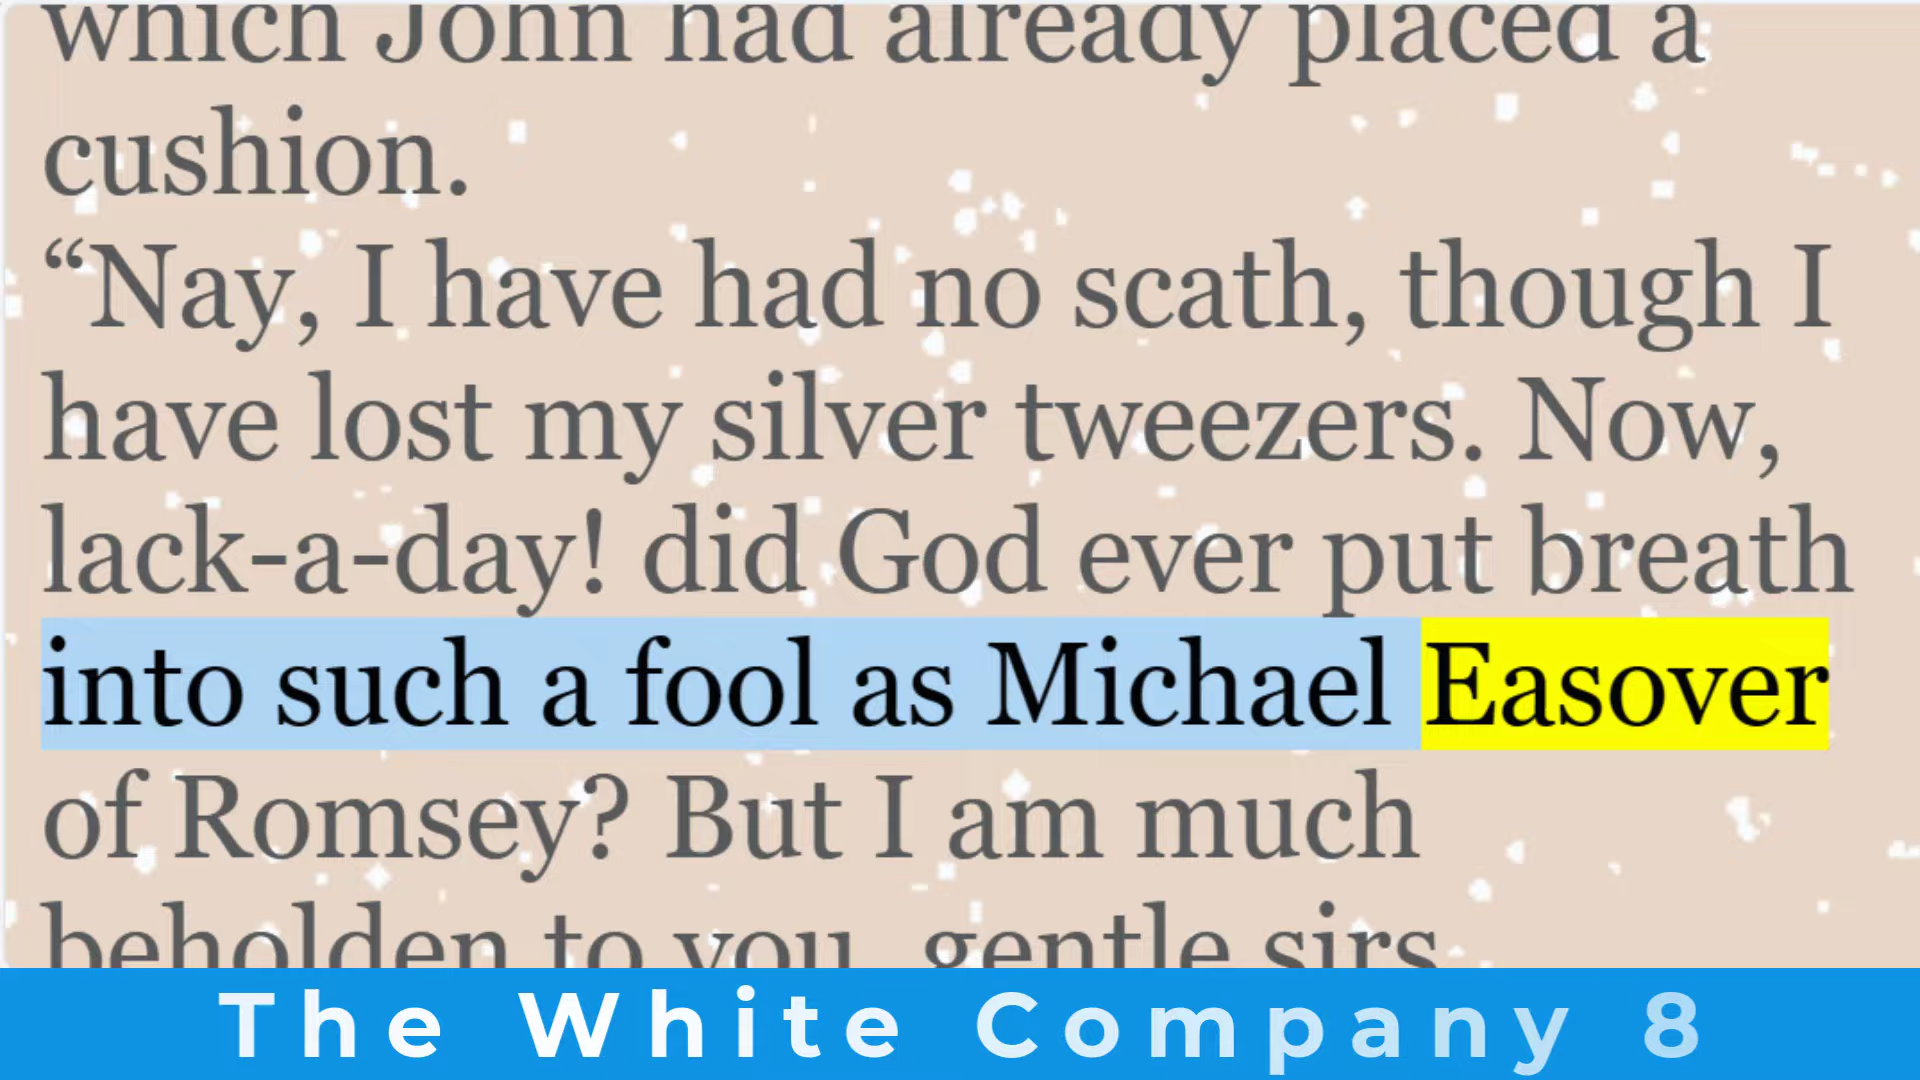 which John had already placed a
cushion.
“Nay, I have had no scath, though I
have lost my silver tweezers. Now,
lack-a-day! did God ever put breath
into such a fool as Michael Easover
of Romsey? But I am much
beholden to you, gentle sirs
The White Company 8